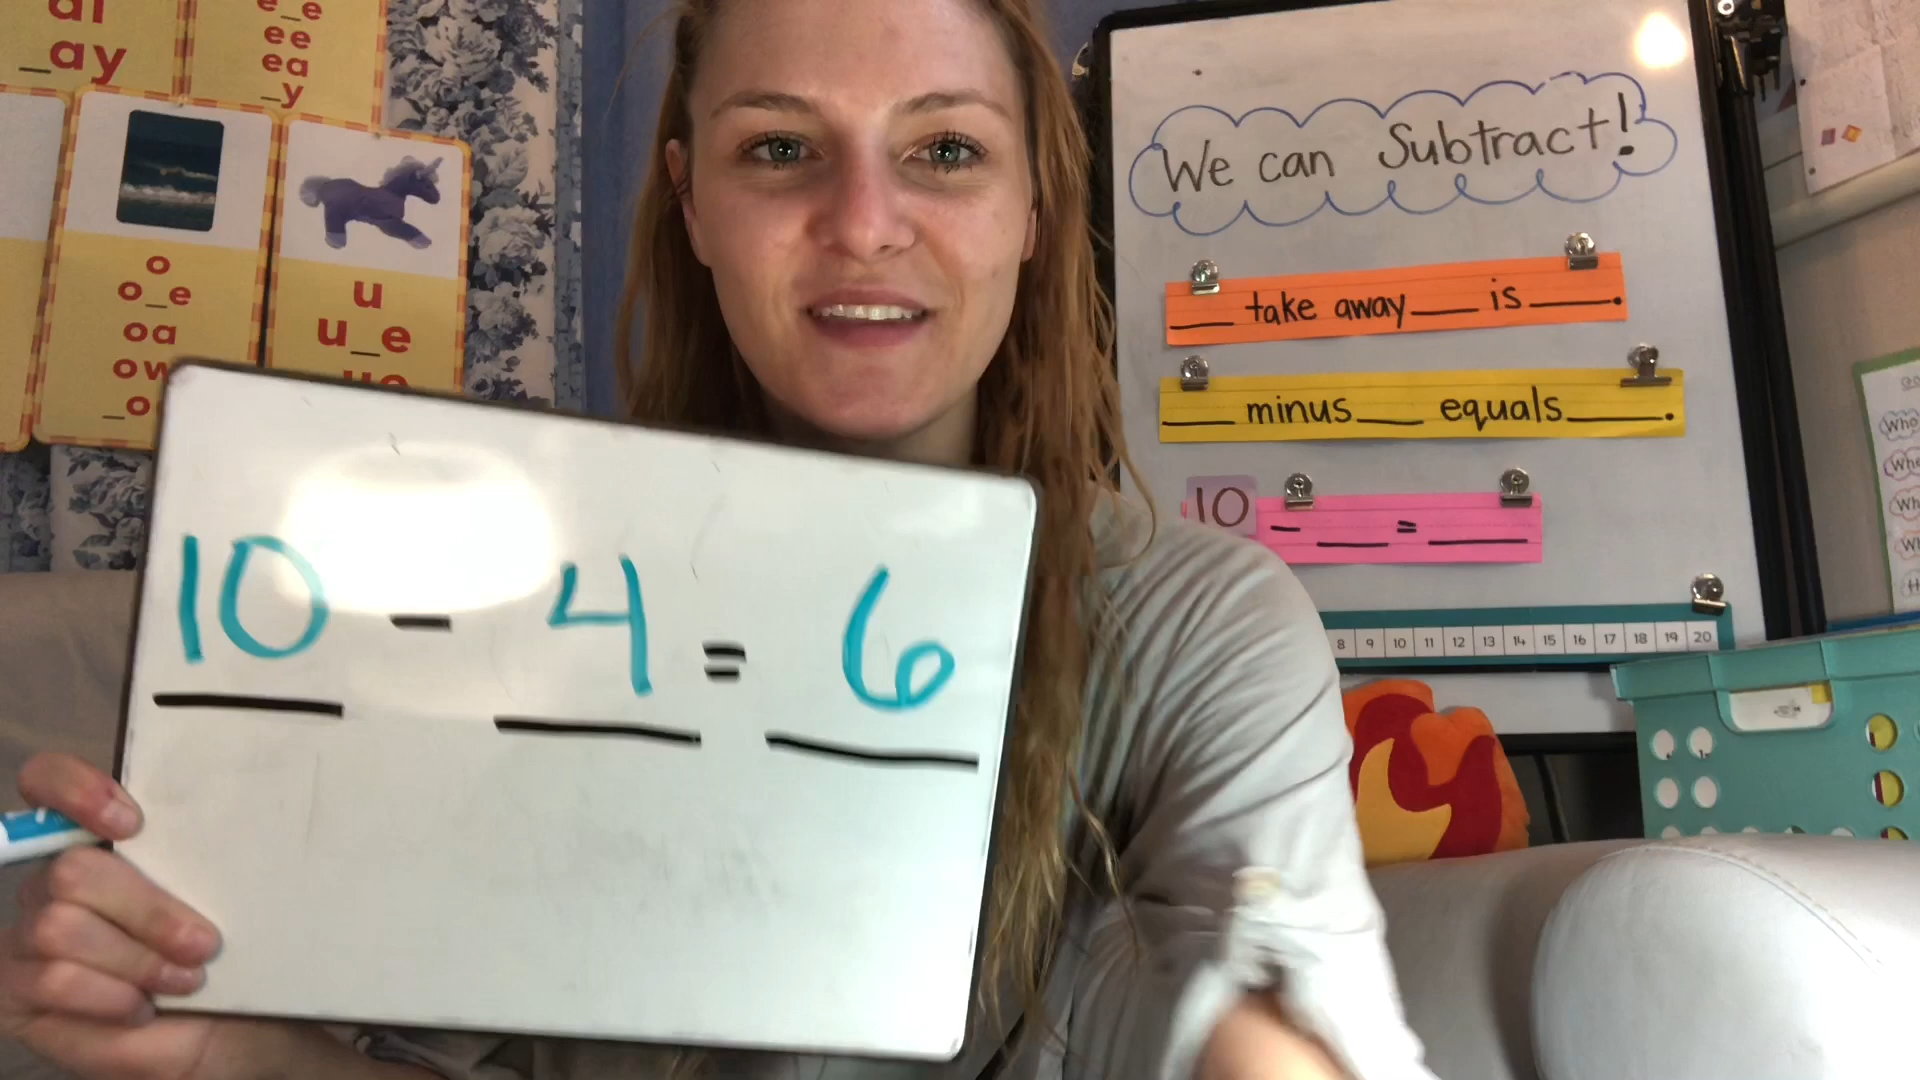 _ay
e_e
ee
ea
_y
o
o_e
oa
ow
u
u_e
10 - 4 = 6
We can Subtract!
___ take away ___ is ___.
___ minus ___ equals ___.
10 - ___ = ___
8 9 10 11 12 13 14 15 16 17 18 19 20
Who